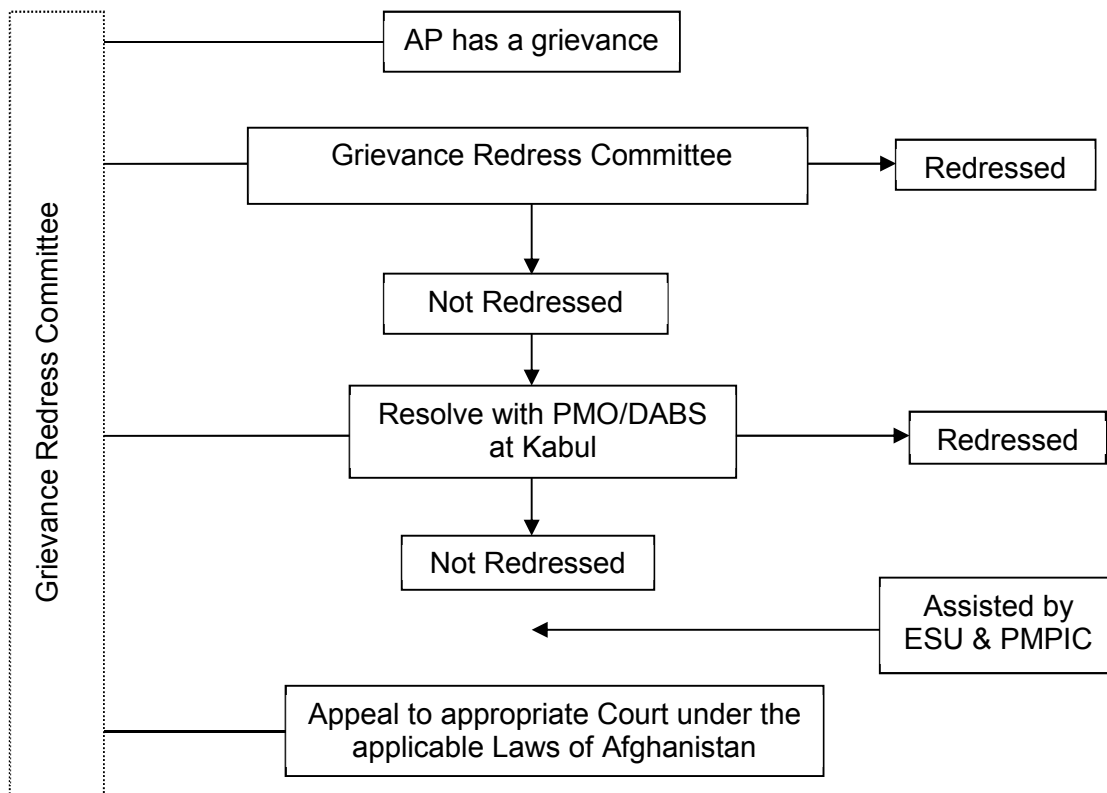 Grievance Redress Committee
AP has a grievance
Grievance Redress Committee
Redressed
Not Redressed
Resolve with PMO/DABS
at Kabul
Redressed
Not Redressed
Assisted by
ESU & PMPIC
Appeal to appropriate Court under the
applicable Laws of Afghanistan